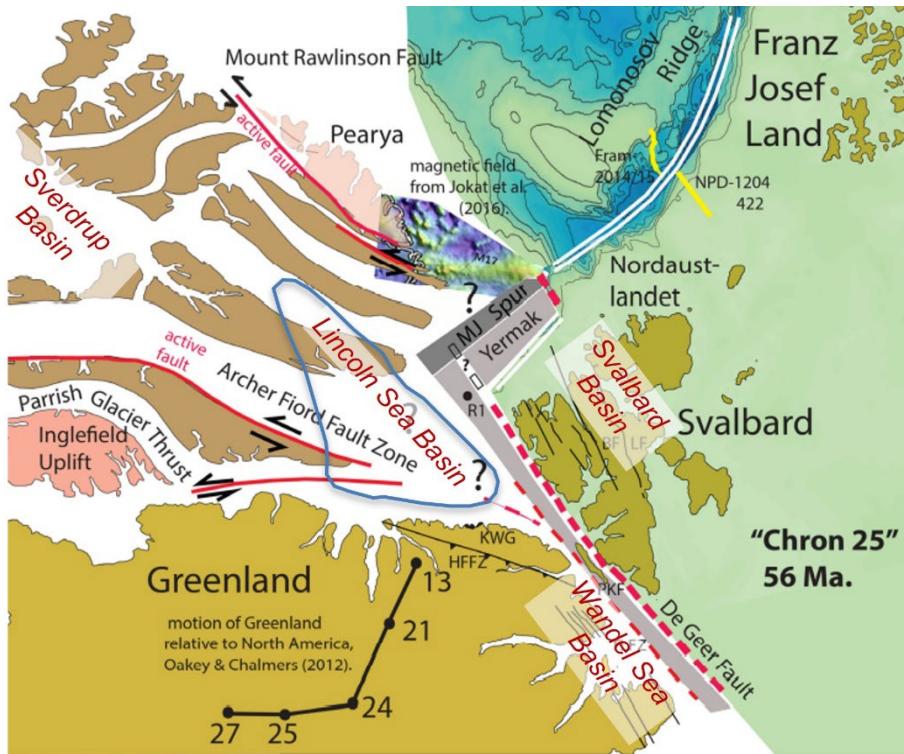 Mount Rawlinson Fault
active fault
Pearya
magnetic field
from Jokat et al.
(2016).
M17
Lomonosov
Ridge
Franz
Josef
Land
Fram-
2014/15
NPD-1204
422
Sverdrup
Basin
Nordaust-
landet
?
MJ Spur
Yermak
?
R1
Svalbard
Basin
Svalbard
BF LF
active
fault
Archer Fiord Fault Zone
Lincoln Sea Basin
?
?
Parrish Glacier Thrust
Inglefield
Uplift
KWG
HFFZ
PKF
De Geer Fault
Wandel Sea
Basin
"Chron 25"
56 Ma.
Greenland
motion of Greenland
relative to North America,
Oakey & Chalmers (2012).
13
21
24
25
27